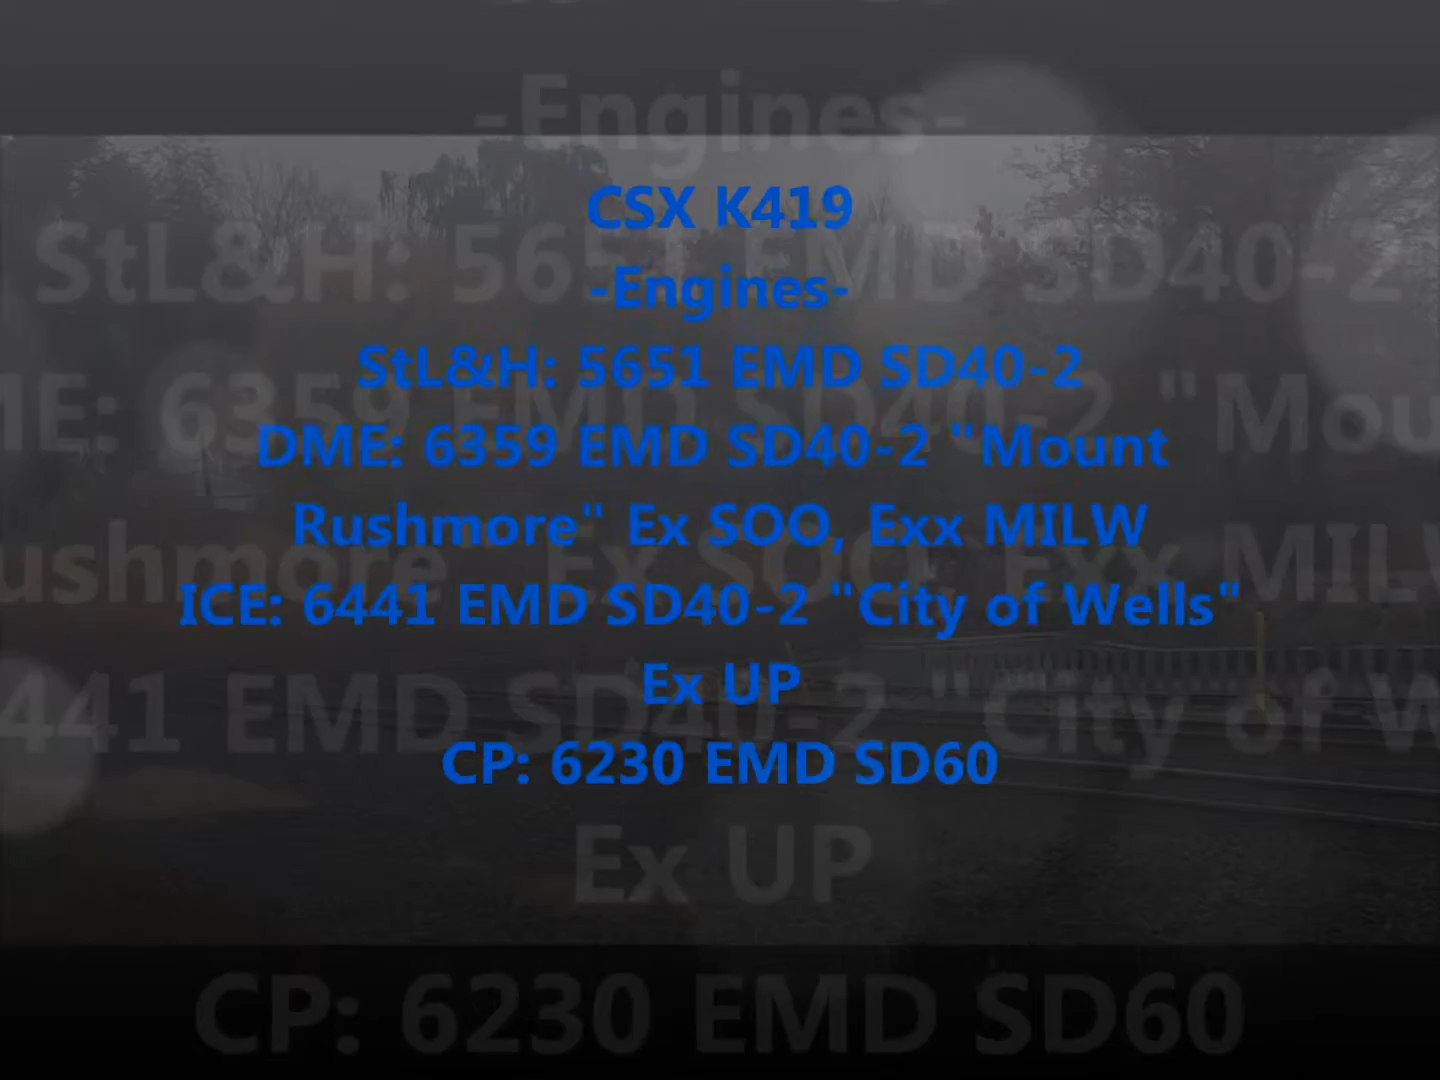 CSX K419
-Engines-
StL&H: 5651 EMD SD40-2
DME: 6359 EMD SD40-2 "Mount
Rushmore" Ex SOO, Exx MILW
ICE: 6441 EMD SD40-2 "City of Wells"
Ex UP
CP: 6230 EMD SD60